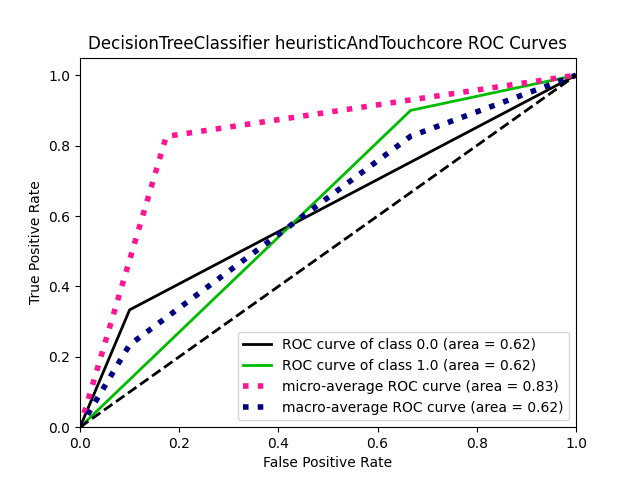 DecisionTreeClassifier heuristicAndTouchcore ROC Curves
1.0
0.8
0.6
0.4
0.2
0.0
True Positive Rate
ROC curve of class 0.0 (area = 0.62)
ROC curve of class 1.0 (area = 0.62)
micro-average ROC curve (area = 0.83)
macro-average ROC curve (area = 0.62)
0.0 0.2 0.4 0.6 0.8 1.0
False Positive Rate